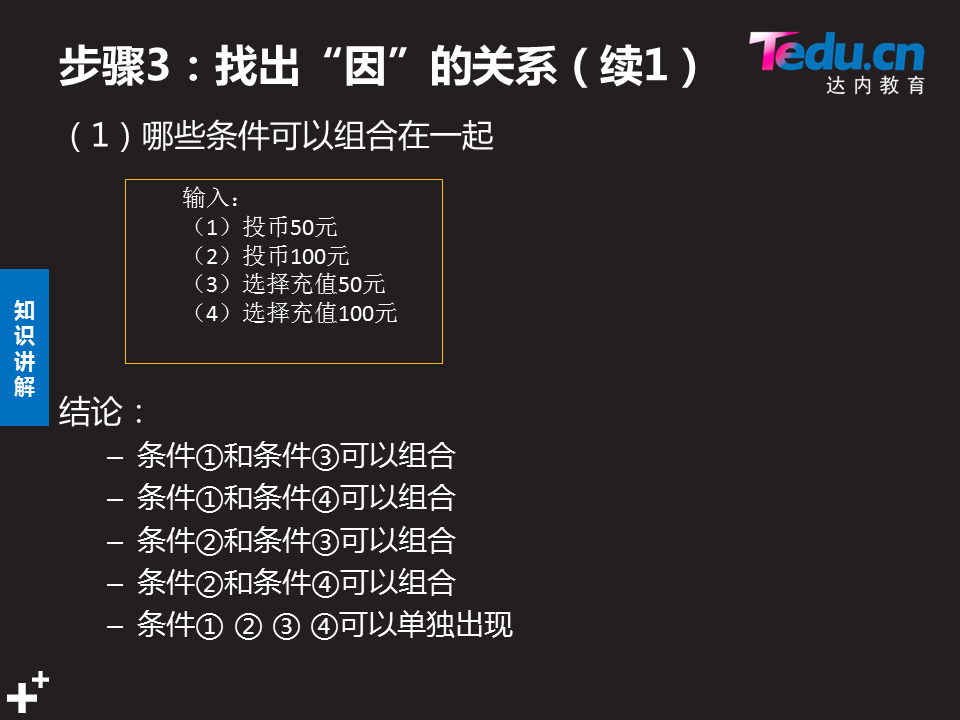 步骤3：找出“因”的关系（续1）
Tedu.cn
达内教育
（1）哪些条件可以组合在一起
输入：
（1）投币50元
（2）投币100元
（3）选择充值50元
（4）选择充值100元
知
识
讲
解
结论：
– 条件①和条件③可以组合
– 条件①和条件④可以组合
– 条件②和条件③可以组合
– 条件②和条件④可以组合
– 条件① ② ③ ④可以单独出现